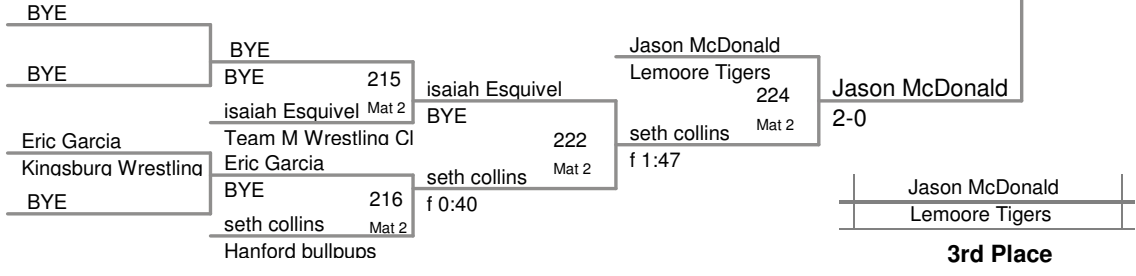 BYE
BYE
BYE
BYE
215
isaiah Esquivel
Mat 2
Team M Wrestling Cl
Eric Garcia
Kingsburg Wrestling
BYE
Eric Garcia
BYE
216
seth collins
Mat 2
Hanford bullpups
isaiah Esquivel
BYE
222
Mat 2
seth collins
f 0:40
Jason McDonald
Lemoore Tigers
224
Mat 2
seth collins
f 1:47
Jason McDonald
2-0
Jason McDonald
Lemoore Tigers
3rd Place